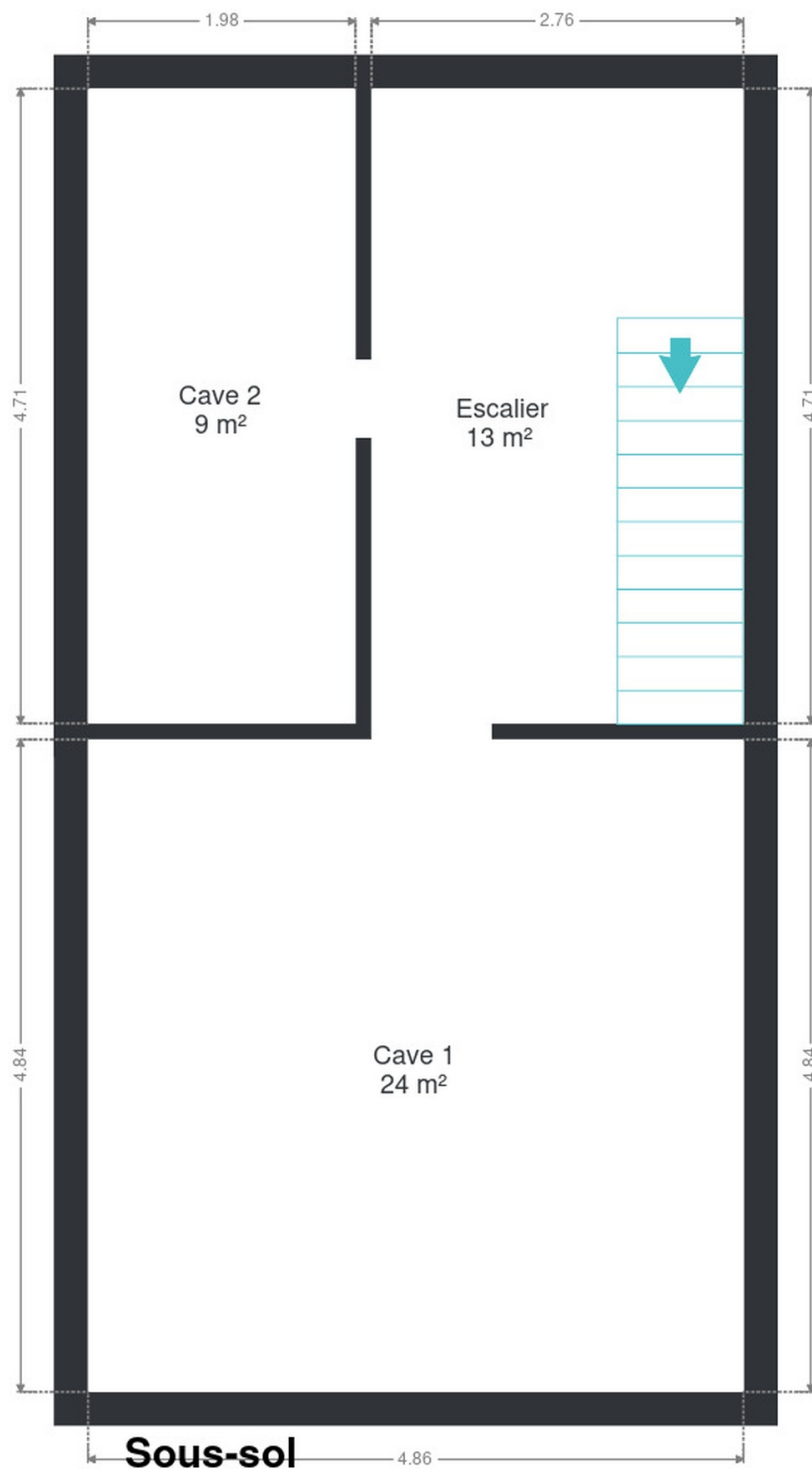 1.98
2.76
4.71
4.71
Cave 2
9 m²
Escalier
13 m²
4.84
4.84
Cave 1
24 m²
Sous-sol
4.86